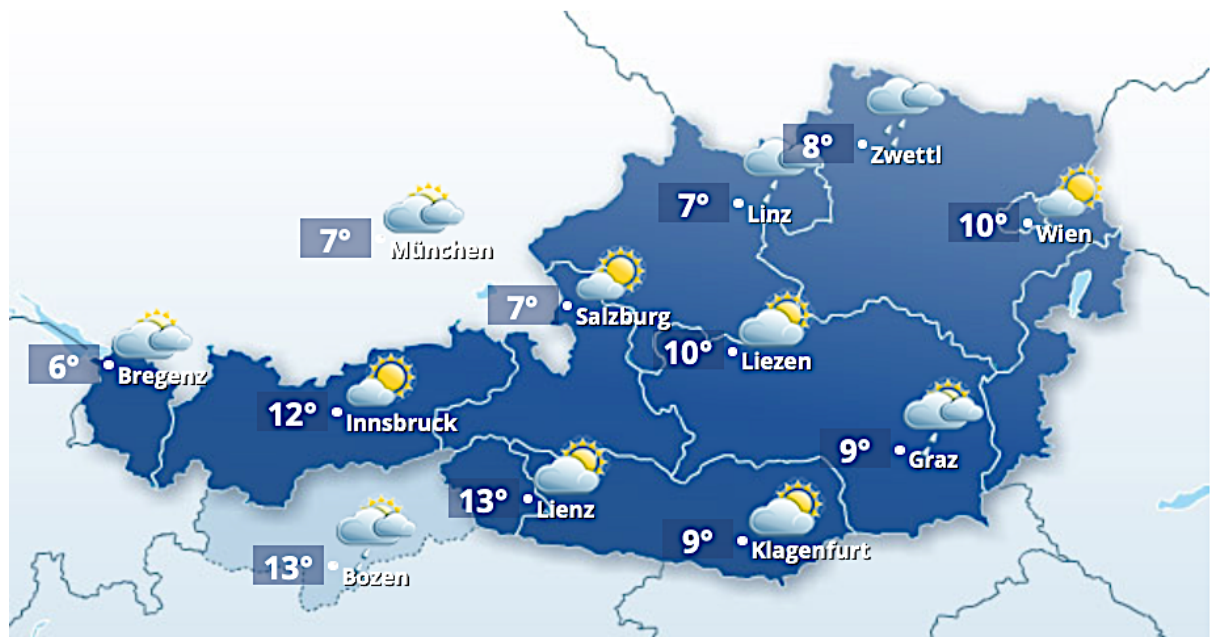 8°
Zwettl
7°
Linz
10°
Wien
7°
München
7°
Salzburg
10°
Liezen
6°
Bregenz
12°
Innsbruck
9°
Graz
13°
Lienz
9°
Klagenfurt
13°
Bozen